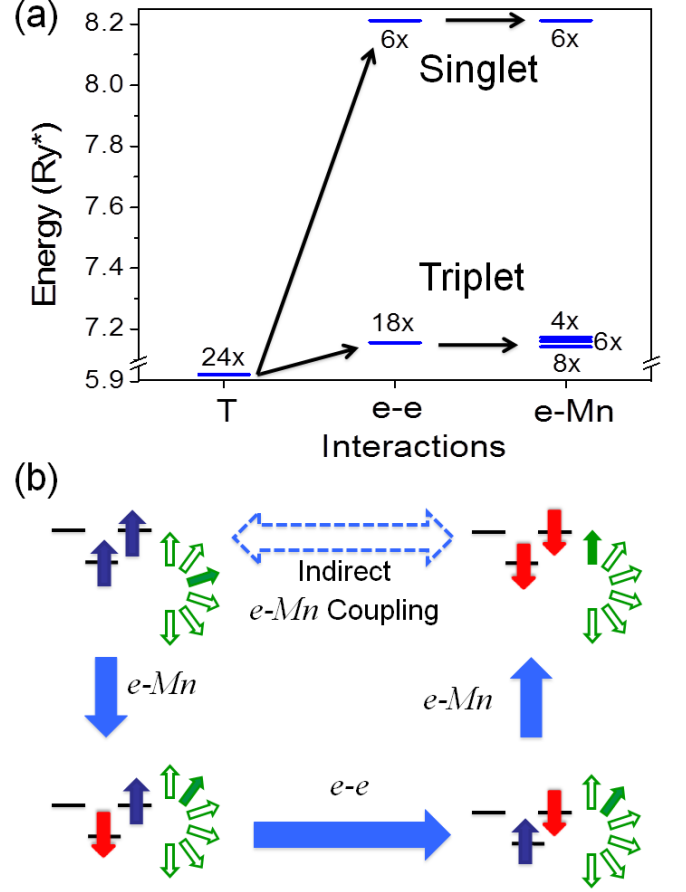 (a)
Energy (Ry*)
8.2
8.0
7.8
7.6
7.4
7.2
5.9
6x
6x
Singlet
Triplet
24x
18x
4x
6x
8x
T
e-e
e-Mn
Interactions
(b)
Indirect
e-Mn Coupling
e-Mn
e-Mn
e-e